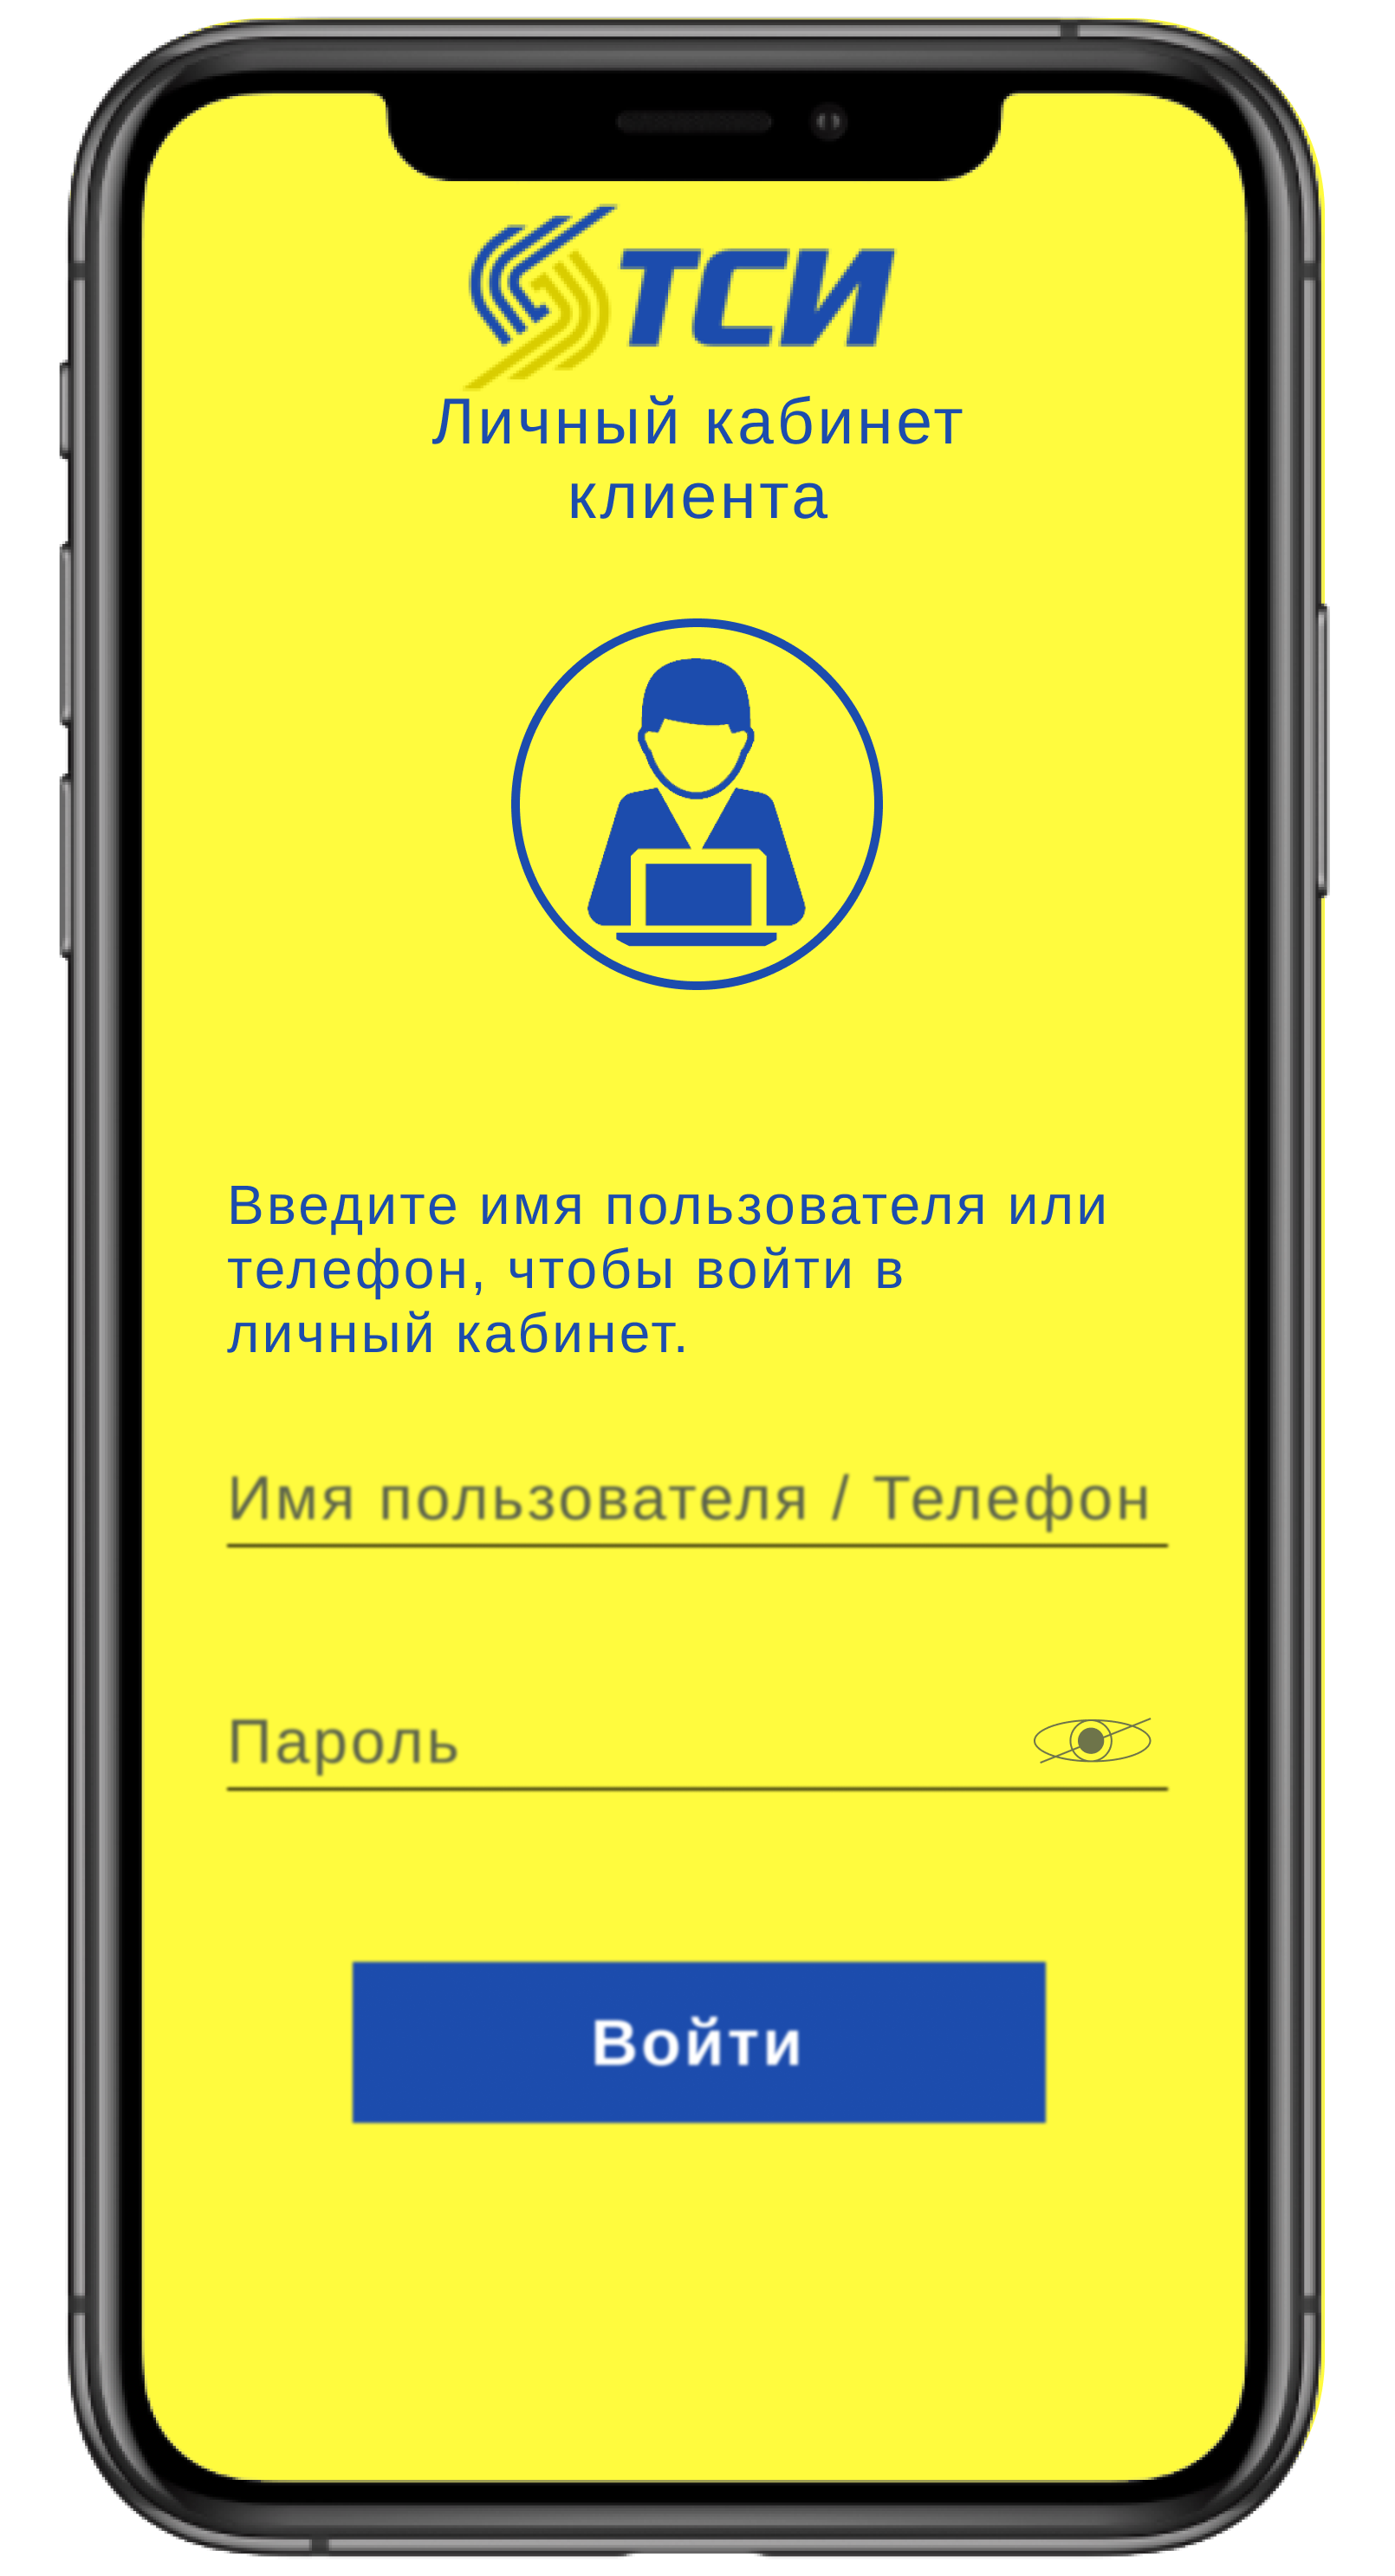 ТСИ
Личный кабинет
клиента
Введите имя пользователя или
телефон, чтобы войти в
личный кабинет.
Имя пользователя / Телефон
Пароль
Войти